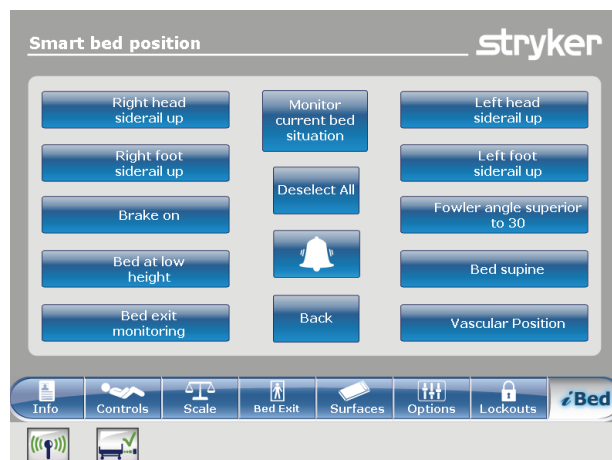 Smart bed position
stryker
Right head
siderail up
Monitor
current bed
situation
Left head
siderail up
Right foot
siderail up
Deselect All
Left foot
siderail up
Brake on
Fowler angle superior
to 30
Bed at low
height
Bed supine
Bed exit
monitoring
Back
Vascular Position
Info
Controls
Scale
Bed Exit
Surfaces
Options
Lockouts
iBed